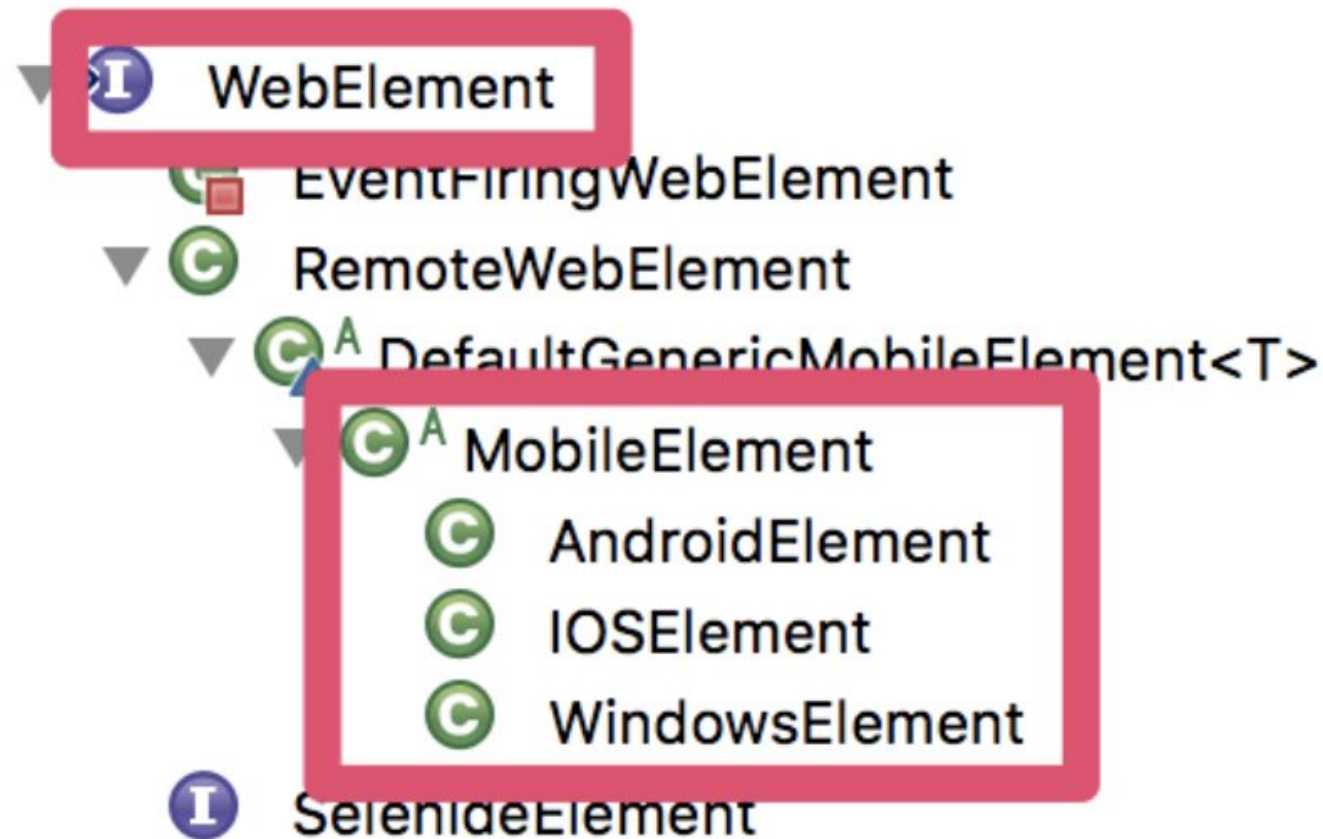 I WebElement
EventFiringWebElement
C RemoteWebElement
C A DefaultGenericMobileElement<T>
C A MobileElement
C AndroidElement
C IOSElement
C WindowsElement
I SelenideElement